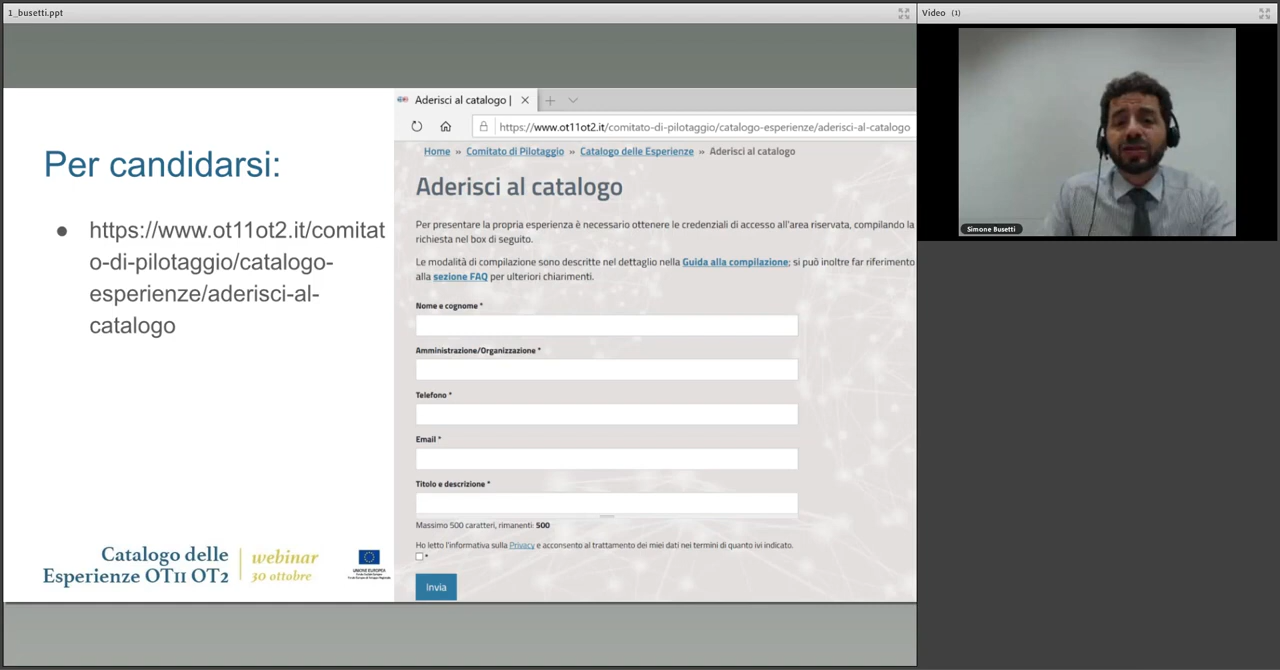 1_busetti.ppt
Video (1)
Per candidarsi:
● https://www.ot11ot2.it/comitat
o-di-pilotaggio/catalogo-
esperienze/aderisci-al-
catalogo
Catalogo delle
Esperienze OT11 OT2
webinar
30 ottobre
UNIONE EUROPEA
Aderisci al catalogo |
https://www.ot11ot2.it/comitato-di-pilotaggio/catalogo-esperienze/aderisci-al-catalogo
Home » Comitato di Pilotaggio » Catalogo delle Esperienze » Aderisci al catalogo
Aderisci al catalogo
Per presentare la propria esperienza è necessario ottenere le credenziali di accesso all'area riservata, compilando la
richiesta nel box di seguito.
Le modalità di compilazione sono descritte nel dettaglio nella Guida alla compilazione; si può inoltre far riferimento
alla sezione FAQ per ulteriori chiarimenti.
Nome e cognome *
Amministrazione/Organizzazione *
Telefono *
Email *
Titolo e descrizione *
Massimo 500 caratteri, rimanenti: 500
Ho letto l'informativa sulla Privacy e acconsento al trattamento dei miei dati nei termini di quanto ivi indicato.
*
Invia
Simone Busetti